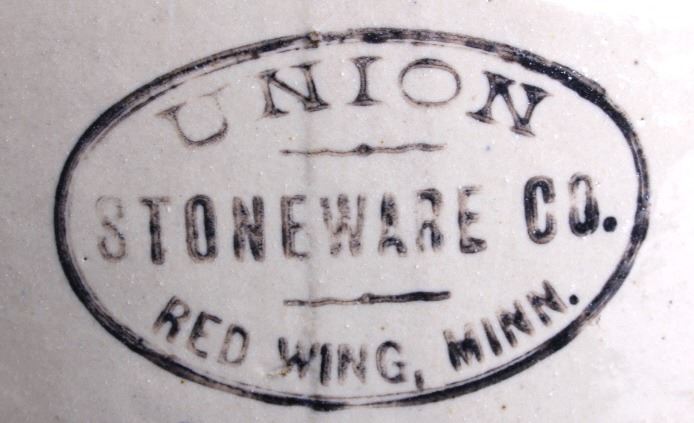 UNION
STONEWARE CO.
RED WING, MINN.